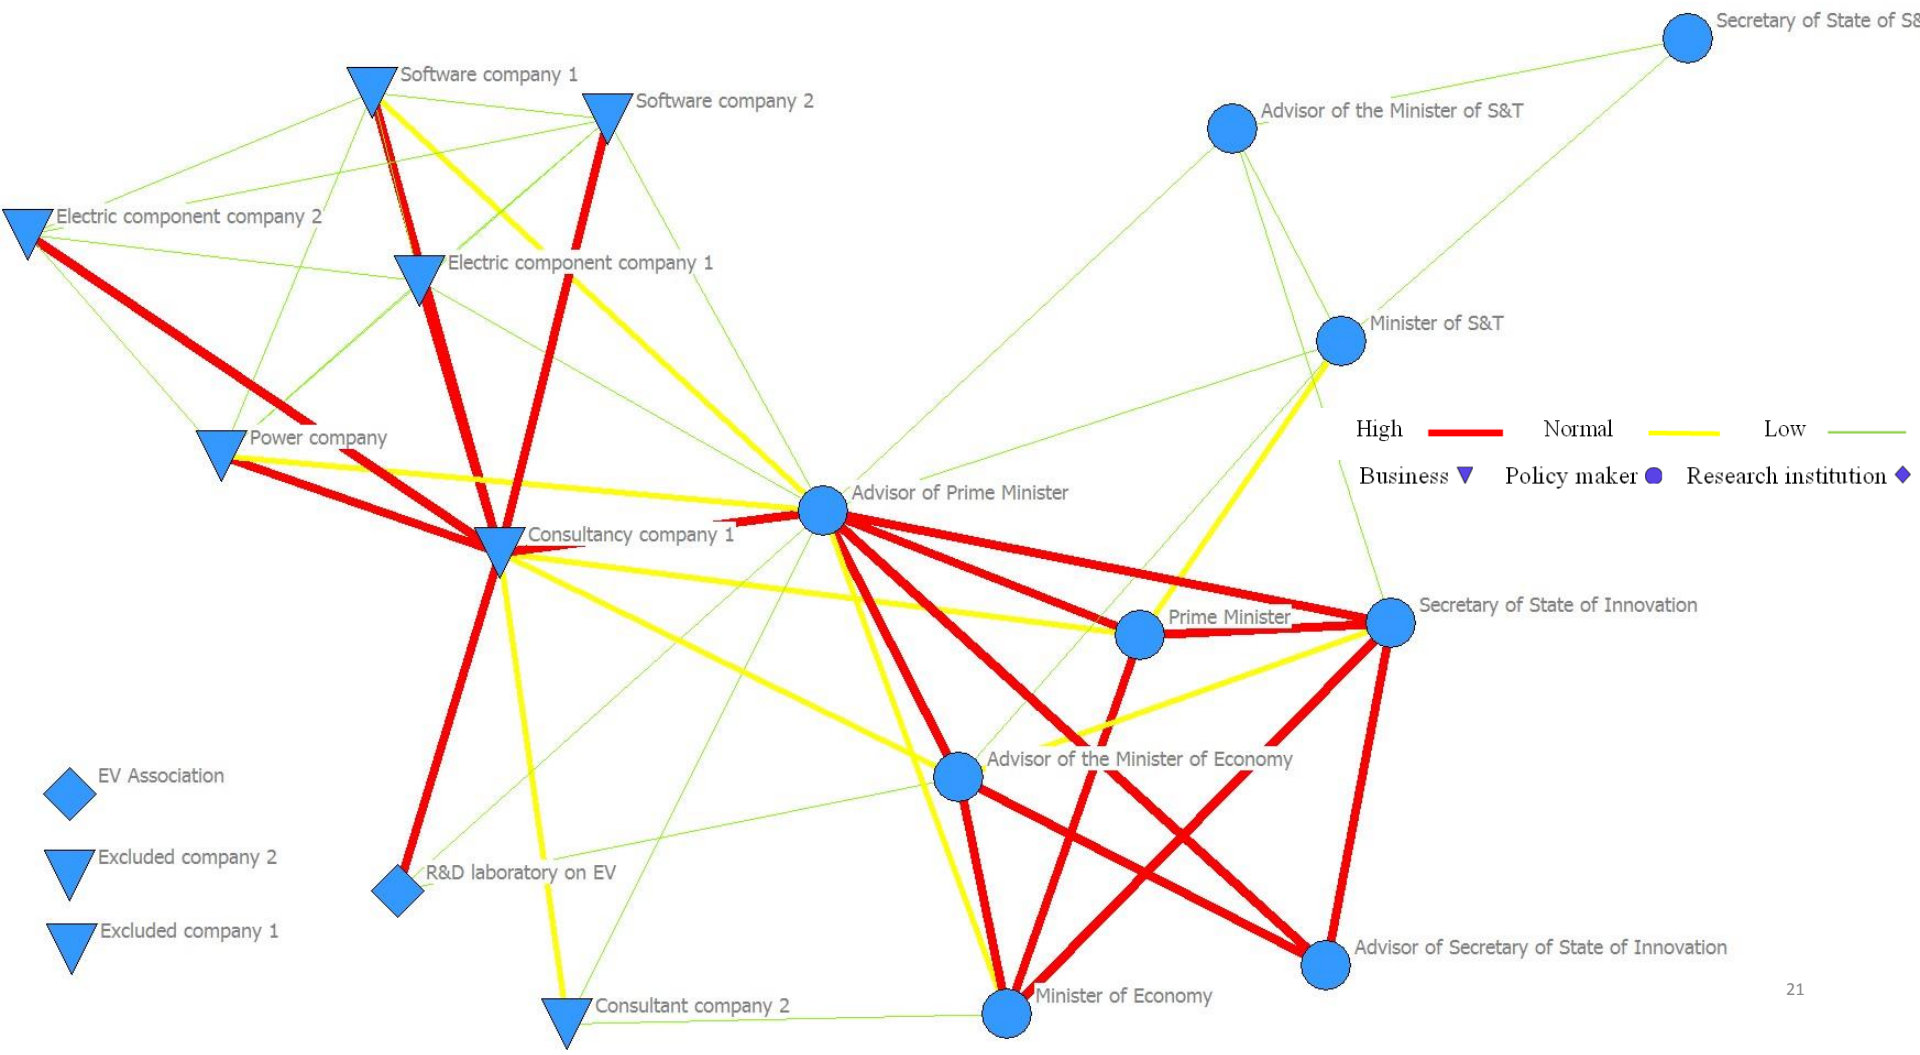 Secretary of State of S&
Software company 1
Software company 2
Advisor of the Minister of S&T
Electric component company 2
Electric component company 1
Minister of S&T
High Normal Low
Power company
Business Policy maker Research institution
Advisor of Prime Minister
Consultancy company 1
Secretary of State of Innovation
Prime Minister
Advisor of the Minister of Economy
EV Association
Excluded company 2
R&D laboratory on EV
Excluded company 1
Advisor of Secretary of State of Innovation
Minister of Economy
Consultant company 2
21